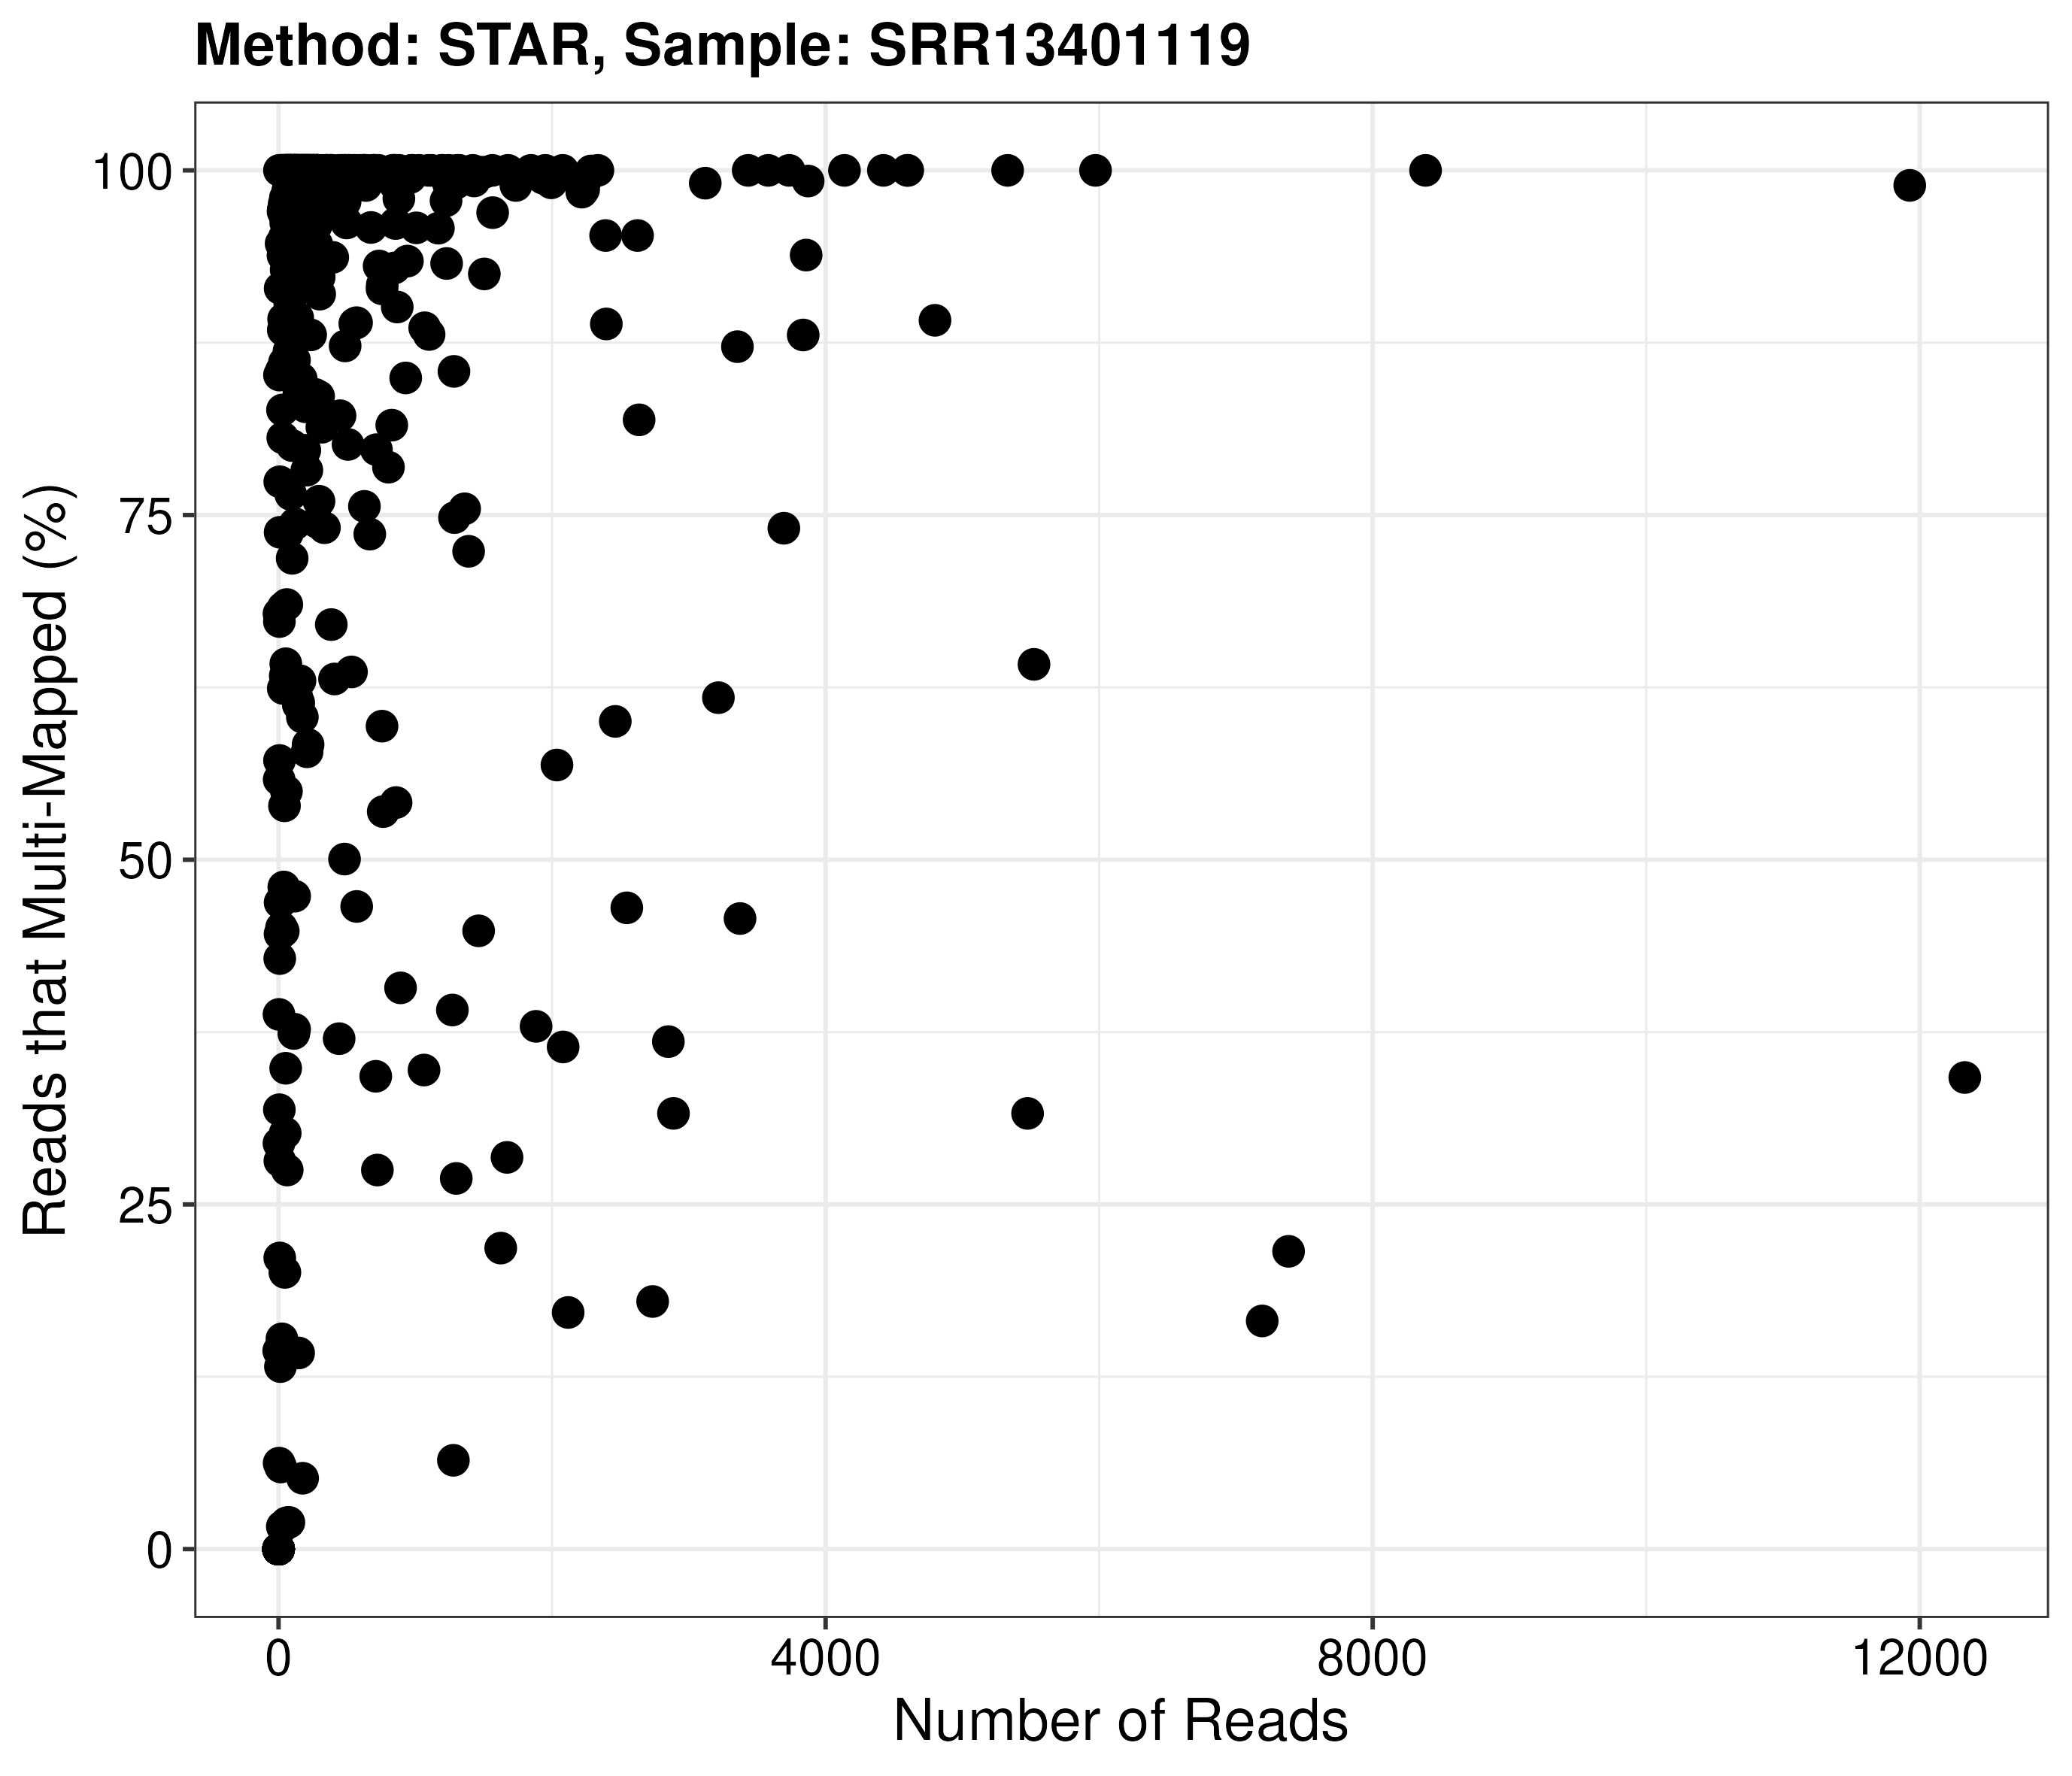 Method: STAR, Sample: SRR13401119
Reads that Multi-Mapped (%)
100
75
50
25
0
0 4000 8000 12000
Number of Reads